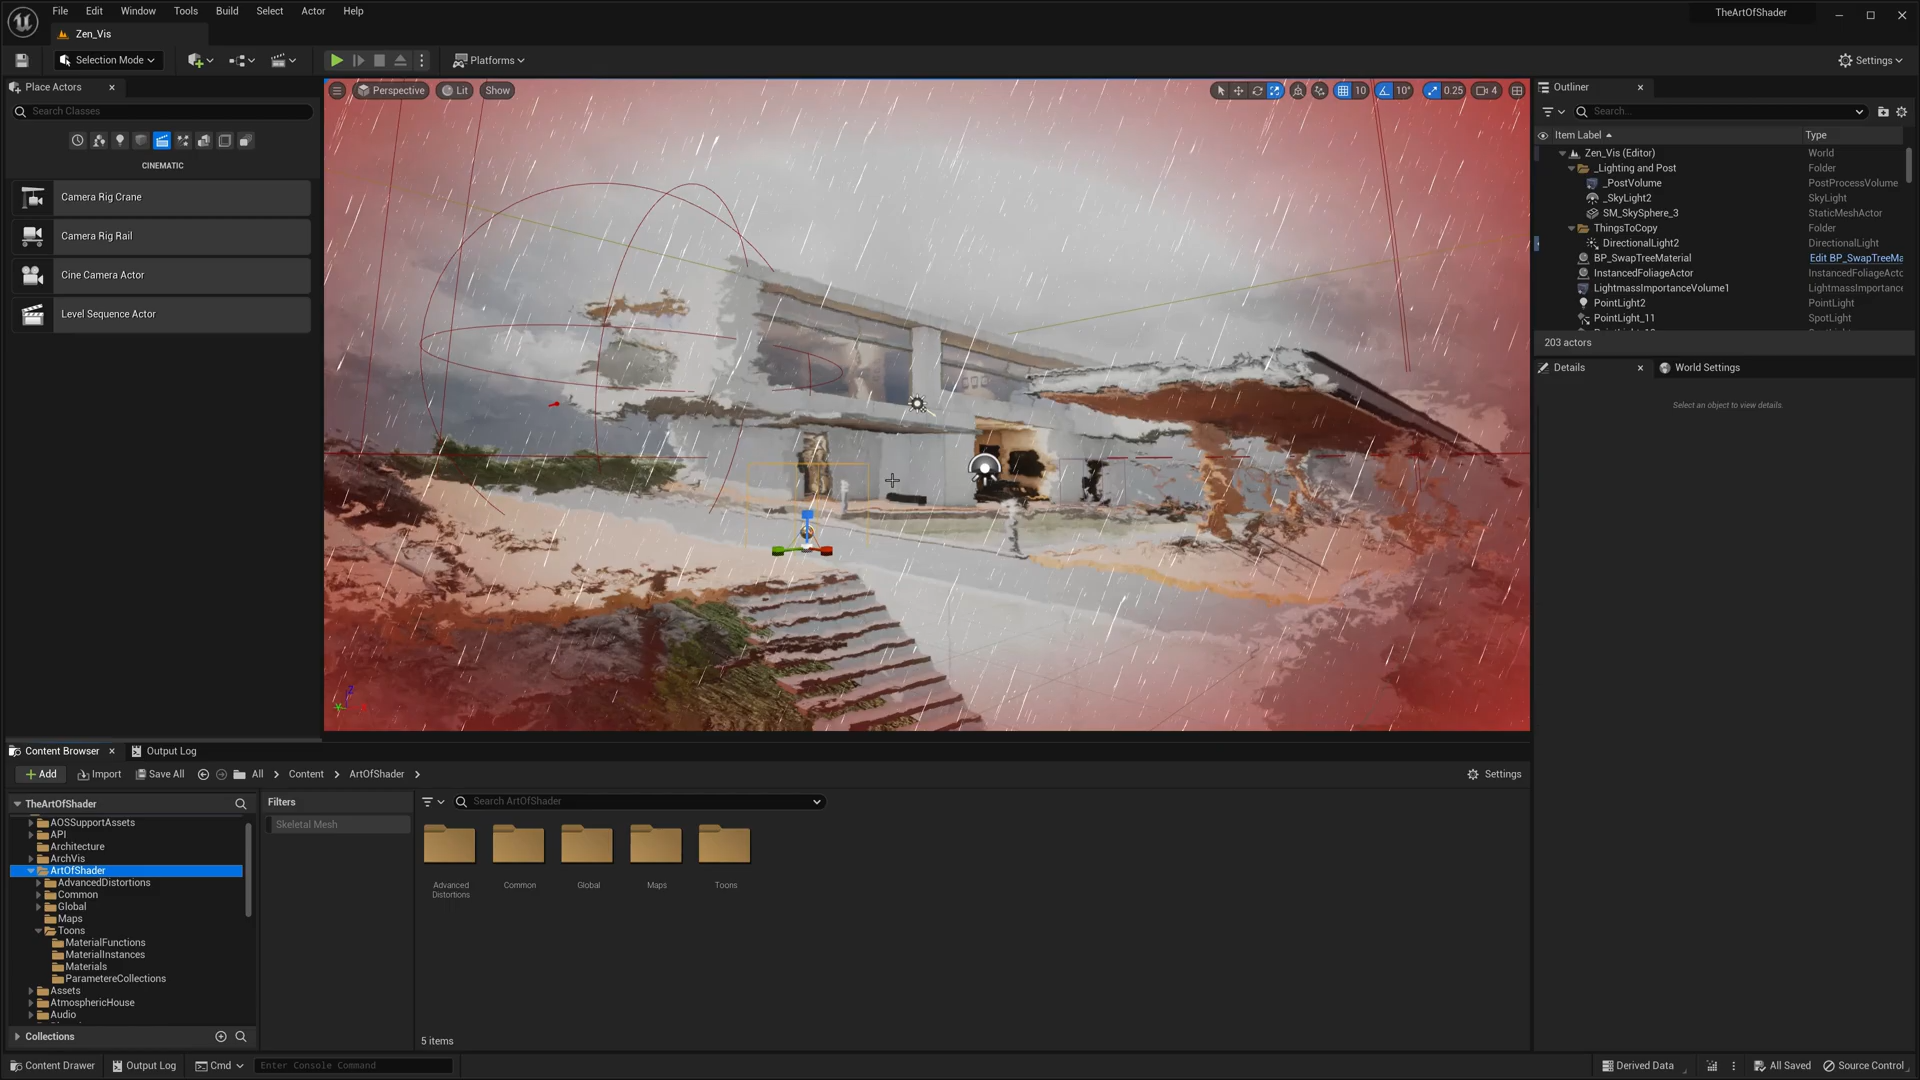 File Edit Window Tools Build Select Actor Help
TheArtOfShader
Zen_Vis
Selection Mode
Platforms
Settings
Place Actors
Search Classes
CINEMATIC
Camera Rig Crane
Camera Rig Rail
Cine Camera Actor
Level Sequence Actor
Perspective Lit Show
10 10° 0.25 4
Outliner
Search...
Item Label Type
Zen_Vis (Editor) World
_Lighting and Post Folder
_PostVolume PostProcessVolume
_SkyLight2 SkyLight
SM_SkySphere_3 StaticMeshActor
ThingsToCopy Folder
DirectionalLight2 DirectionalLight
BP_SwapTreeMaterial Edit BP_SwapTreeMa
InstancedFoliageActor InstancedFoliageActo
LightmassImportanceVolume1 LightmassImportance
PointLight2 PointLight
PointLight_11 SpotLight
203 actors
Details World Settings
Select an object to view details.
Content Browser Output Log
Add Import Save All All Content ArtOfShader
Settings
TheArtOfShader
AOSSupportAssets
API
Architecture
ArchVis
ArtOfShader
AdvancedDistortions
Common
Global
Maps
Toons
MaterialFunctions
MaterialInstances
Materials
ParametereCollections
Assets
AtmosphericHouse
Audio
Collections
Filters
Skeletal Mesh
Search ArtOfShader
Advanced
Distortions
Common
Global
Maps
Toons
5 items
Content Drawer Output Log Cmd Enter Console Command
Derived Data All Saved Source Control